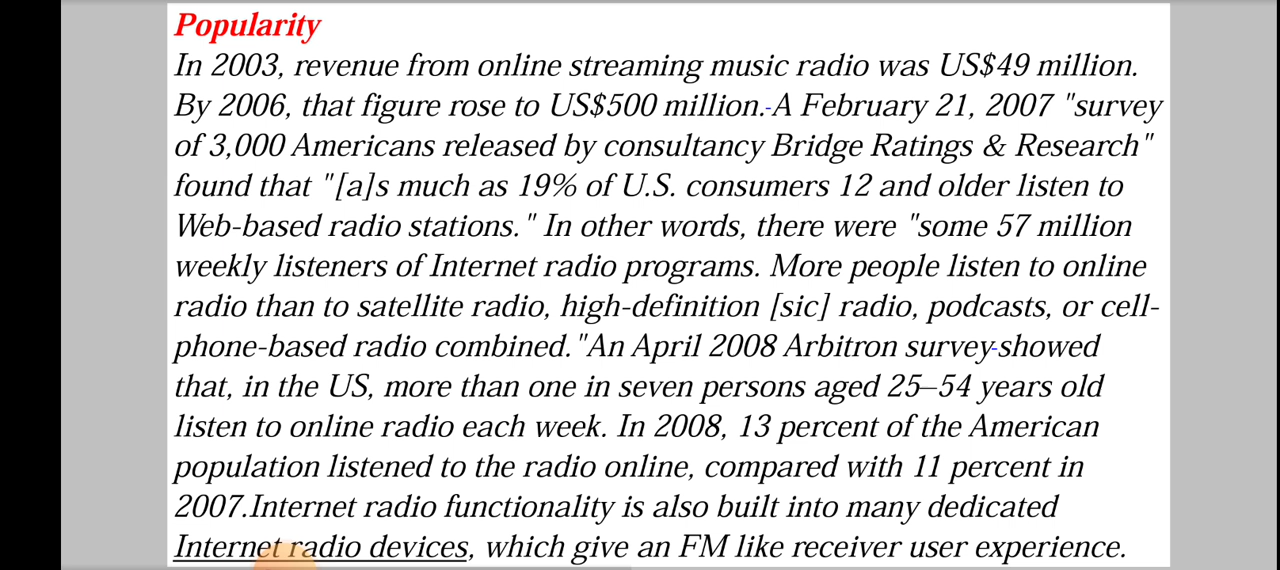 Popularity
In 2003, revenue from online streaming music radio was US$49 million.
By 2006, that figure rose to US$500 million.-A February 21, 2007 "survey
of 3,000 Americans released by consultancy Bridge Ratings & Research"
found that "[a]s much as 19% of U.S. consumers 12 and older listen to
Web-based radio stations." In other words, there were "some 57 million
weekly listeners of Internet radio programs. More people listen to online
radio than to satellite radio, high-definition [sic] radio, podcasts, or cell-
phone-based radio combined."An April 2008 Arbitron survey-showed
that, in the US, more than one in seven persons aged 25–54 years old
listen to online radio each week. In 2008, 13 percent of the American
population listened to the radio online, compared with 11 percent in
2007.Internet radio functionality is also built into many dedicated
Internet radio devices, which give an FM like receiver user experience.